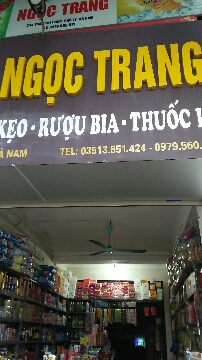 NGỌC TRANG
NGỌC TRANG
KẸO - RƯỢU BIA - THUỐC
NAM TEL: 03513.851.424 - 0979.560.